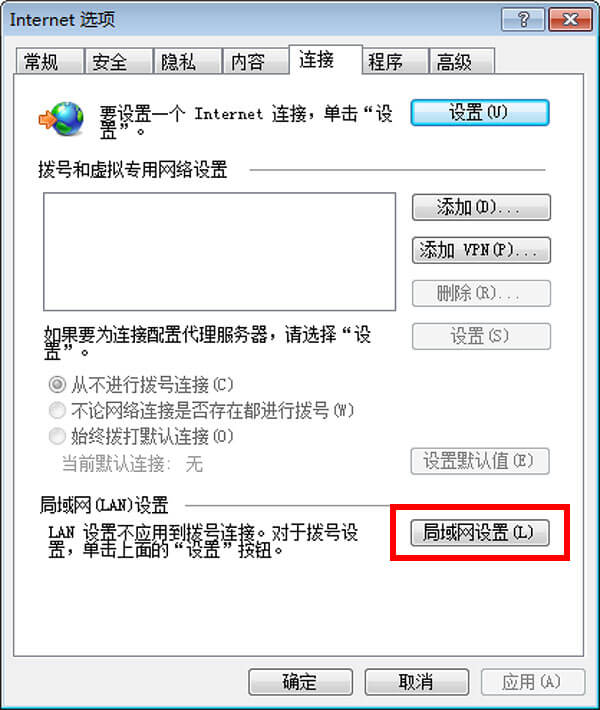 Internet 选项
?
常规 安全 隐私 内容 连接 程序 高级
要设置一个 Internet 连接，单击“设
置”。
设置(U)
拨号和虚拟专用网络设置
添加(D)...
添加 VPN(P)...
删除(R)...
如果要为连接配置代理服务器，请选择“设
置”。
设置(S)
从不进行拨号连接(C)
不论网络连接是否存在都进行拨号(W)
始终拨打默认连接(O)
当前默认连接: 无
设置默认值(E)
局域网(LAN)设置
LAN 设置不应用到拨号连接。对于拨号设
置，单击上面的“设置”按钮。
局域网设置(L)
确定 取消 应用(A)